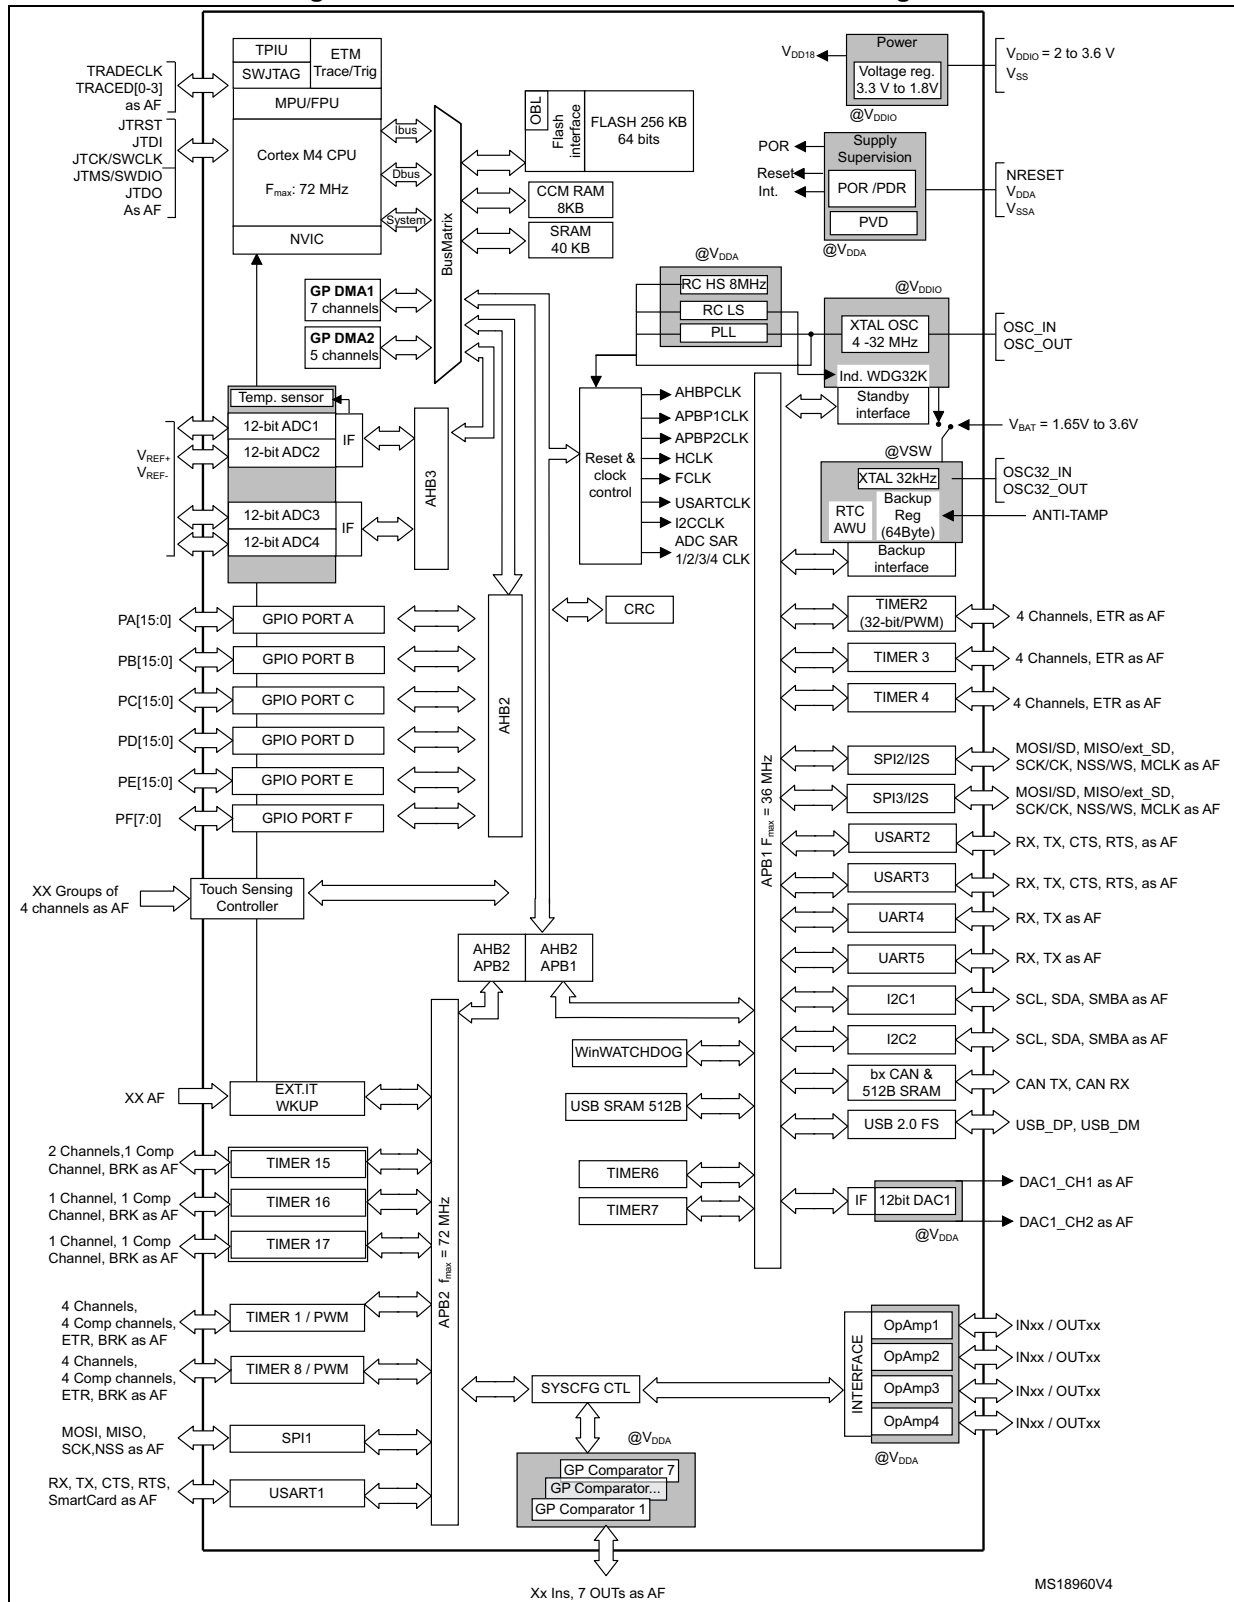 TPIU
ETM
Trace/Trig
SWJTAG
MPU/FPU
Cortex M4 CPU
Fmax: 72 MHz
NVIC
TRADECLK
TRACED[0-3]
as AF
JTRST
JTDI
JTCK/SWCLK
JTMS/SWDIO
JTDO
As AF
Ibus
Dbus
System
BusMatrix
OBL
Flash
interface
FLASH 256 KB
64 bits
CCM RAM
8KB
SRAM
40 KB
GP DMA1
7 channels
GP DMA2
5 channels
VDD18
Power
Voltage reg.
3.3 V to 1.8V
@VDDIO
VDDIO = 2 to 3.6 V
VSS
POR
Reset
Int.
Supply
Supervision
POR /PDR
PVD
@VDDA
NRESET
VDDA
VSSA
@VDDA
RC HS 8MHz
RC LS
PLL
@VDDIO
XTAL OSC
4 -32 MHz
Ind. WDG32K
Standby
interface
OSC_IN
OSC_OUT
VBAT = 1.65V to 3.6V
@VSW
XTAL 32kHz
RTC
AWU
Backup
Reg
(64Byte)
Backup
interface
OSC32_IN
OSC32_OUT
ANTI-TAMP
Reset &
clock
control
AHBPCLK
APBP1CLK
APBP2CLK
HCLK
FCLK
USARTCLK
I2CCLK
ADC SAR
1/2/3/4 CLK
Temp. sensor
12-bit ADC1
12-bit ADC2
IF
12-bit ADC3
12-bit ADC4
IF
VREF+
VREF-
AHB3
CRC
PA[15:0]
GPIO PORT A
PB[15:0]
GPIO PORT B
PC[15:0]
GPIO PORT C
PD[15:0]
GPIO PORT D
PE[15:0]
GPIO PORT E
PF[7:0]
GPIO PORT F
AHB2
XX Groups of
4 channels as AF
Touch Sensing
Controller
AHB2
APB2
AHB2
APB1
APB1 Fmax = 36 MHz
TIMER2
(32-bit/PWM)
4 Channels, ETR as AF
TIMER 3
4 Channels, ETR as AF
TIMER 4
4 Channels, ETR as AF
SPI2/I2S
MOSI/SD, MISO/ext_SD,
SCK/CK, NSS/WS, MCLK as AF
SPI3/I2S
MOSI/SD, MISO/ext_SD,
SCK/CK, NSS/WS, MCLK as AF
USART2
RX, TX, CTS, RTS, as AF
USART3
RX, TX, CTS, RTS, as AF
UART4
RX, TX as AF
UART5
RX, TX as AF
I2C1
SCL, SDA, SMBA as AF
I2C2
SCL, SDA, SMBA as AF
bx CAN &
512B SRAM
CAN TX, CAN RX
USB 2.0 FS
USB_DP, USB_DM
IF
12bit DAC1
@VDDA
DAC1_CH1 as AF
DAC1_CH2 as AF
WinWATCHDOG
USB SRAM 512B
TIMER6
TIMER7
XX AF
EXT.IT
WKUP
2 Channels,1 Comp
Channel, BRK as AF
TIMER 15
1 Channel, 1 Comp
Channel, BRK as AF
TIMER 16
1 Channel, 1 Comp
Channel, BRK as AF
TIMER 17
4 Channels,
4 Comp channels,
ETR, BRK as AF
TIMER 1 / PWM
4 Channels,
4 Comp channels,
ETR, BRK as AF
TIMER 8 / PWM
MOSI, MISO,
SCK,NSS as AF
SPI1
RX, TX, CTS, RTS,
SmartCard as AF
USART1
APB2 fmax = 72 MHz
SYSCFG CTL
@VDDA
GP Comparator 7
GP Comparator...
GP Comparator 1
Xx Ins, 7 OUTs as AF
INTERFACE
OpAmp1
INxx / OUTxx
OpAmp2
INxx / OUTxx
OpAmp3
INxx / OUTxx
OpAmp4
INxx / OUTxx
@VDDA
MS18960V4